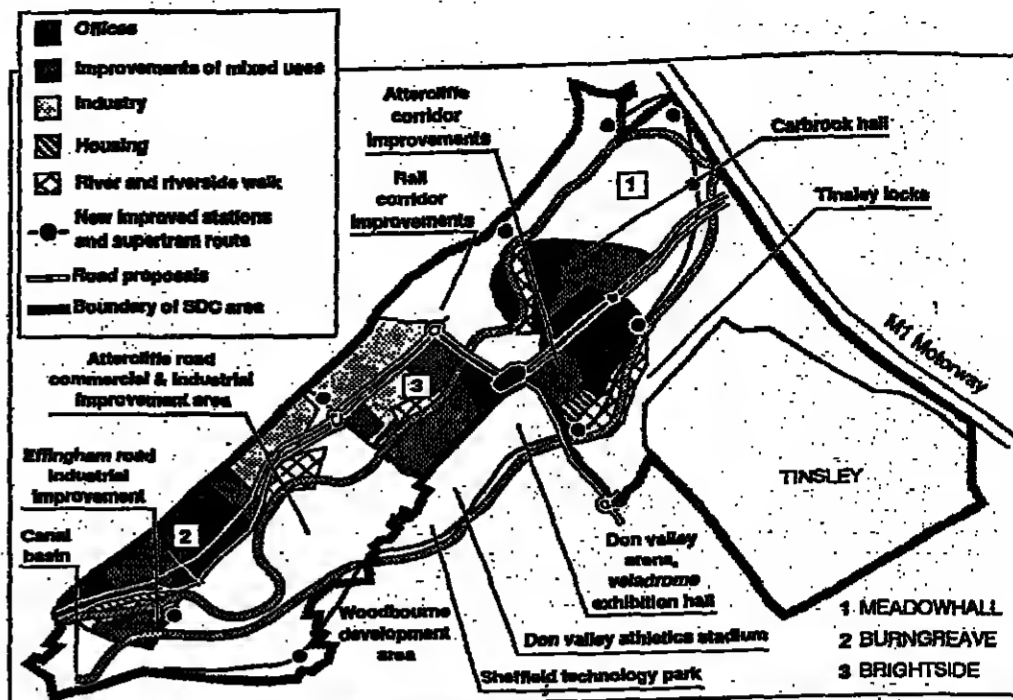 Offices
Improvements of mixed uses
Industry
Housing
River and riverside walk
New improved stations
and supertram route
Road proposals
Boundary of SDC area
Attercliffe
corridor
improvements
Rail
corridor
improvements
Carbrook hall
Tinsley locks
M1 Motorway
Attercliffe road
commercial & industrial
improvement area
Effingham road
industrial
improvement
Canal
basin
1
2
3
TINSLEY
Don valley
arena,
veladrome
exhibition hall
Woodbourne
development
area
Don valley athletics stadium
Sheffield technology park
1 MEADOWHALL
2 BURNGREAVE
3 BRIGHTSIDE